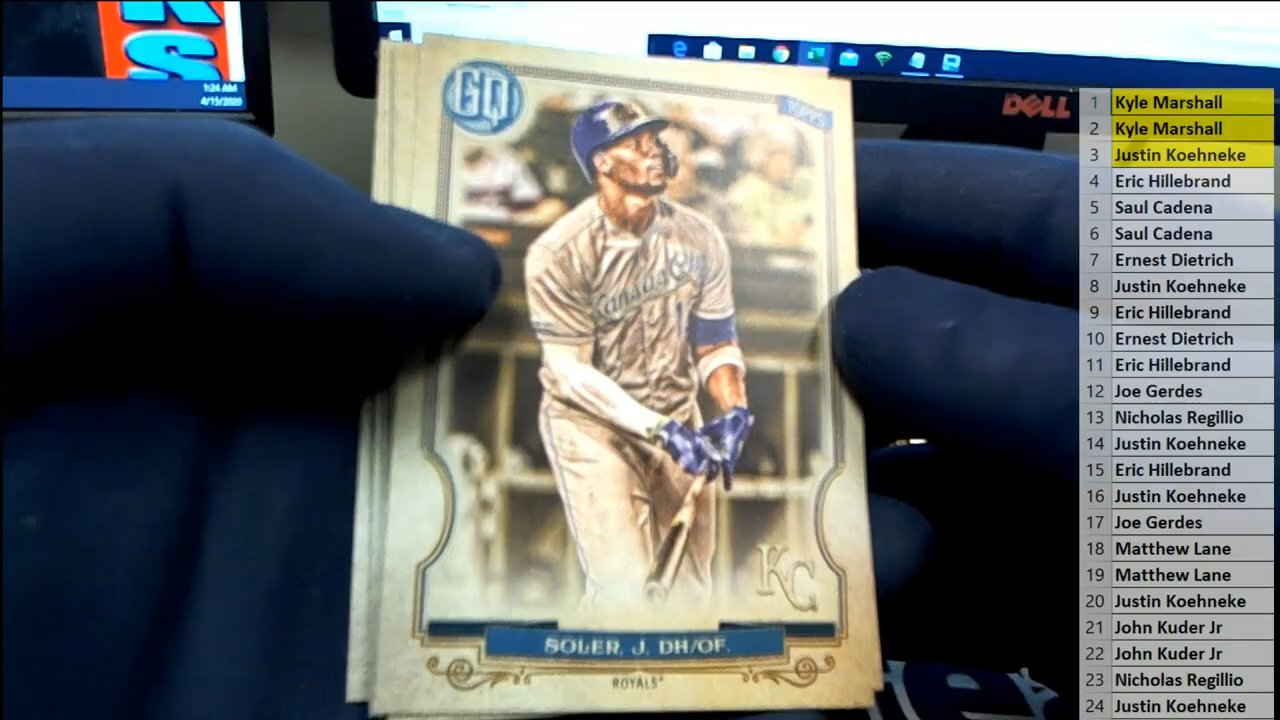 KS
1:24 AM
4/15/2020
DELL
GQ
TOPPS
Kansas City
KC
SOLER, J. DH/OF.
ROYALS
1 Kyle Marshall
2 Kyle Marshall
3 Justin Koehneke
4 Eric Hillebrand
5 Saul Cadena
6 Saul Cadena
7 Ernest Dietrich
8 Justin Koehneke
9 Eric Hillebrand
10 Ernest Dietrich
11 Eric Hillebrand
12 Joe Gerdes
13 Nicholas Regillio
14 Justin Koehneke
15 Eric Hillebrand
16 Justin Koehneke
17 Joe Gerdes
18 Matthew Lane
19 Matthew Lane
20 Justin Koehneke
21 John Kuder Jr
22 John Kuder Jr
23 Nicholas Regillio
24 Justin Koehneke